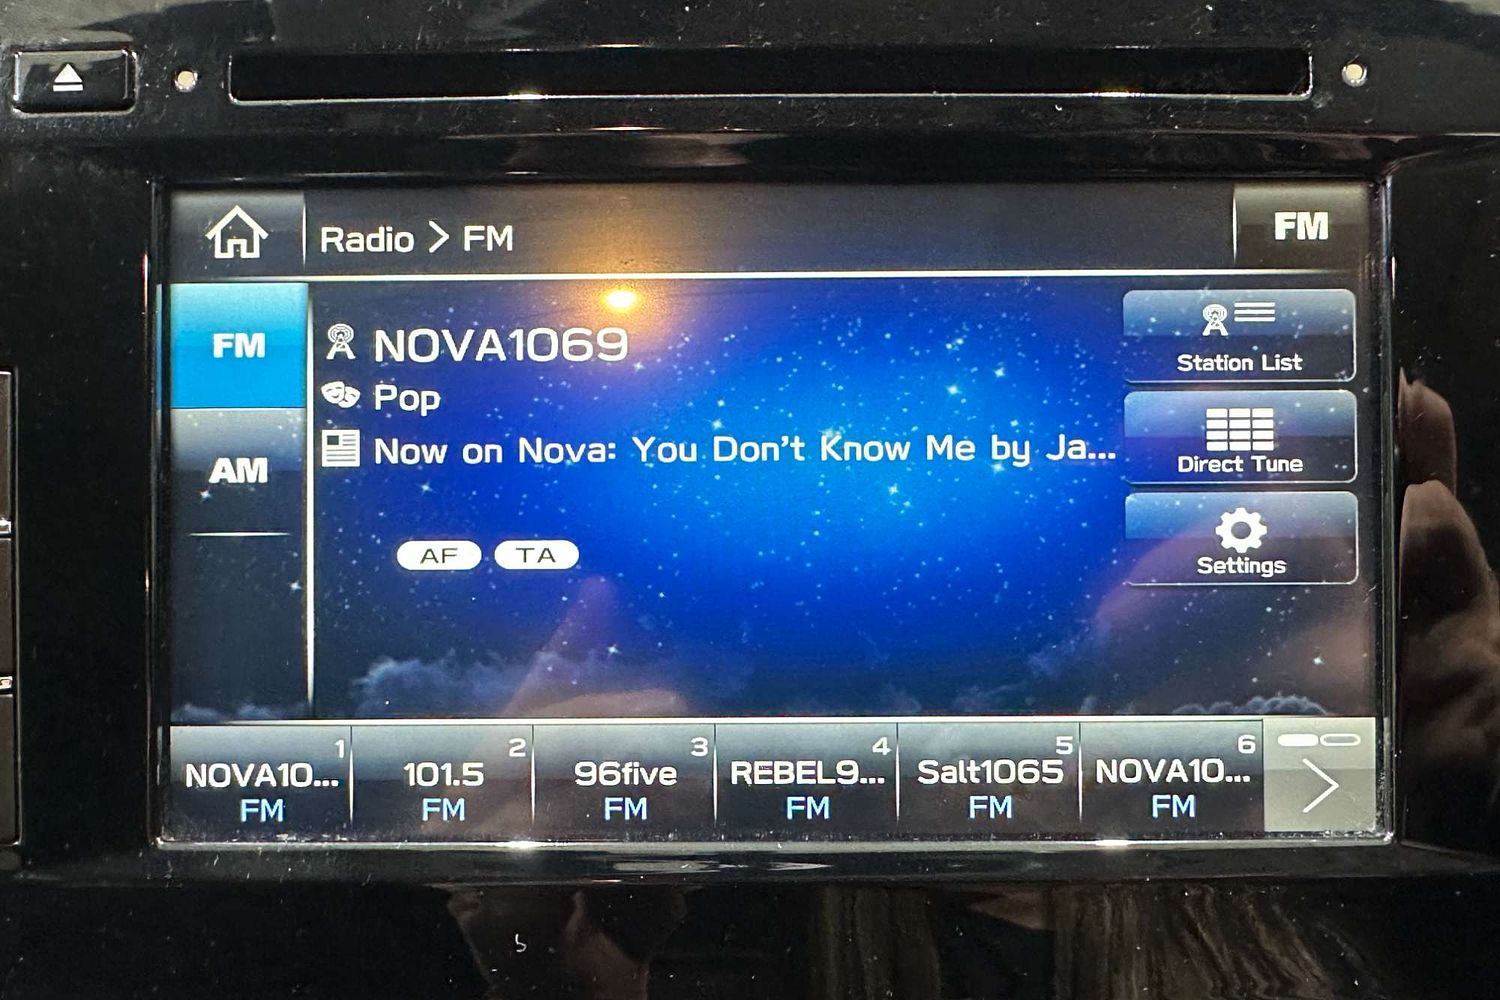 Radio > FM
FM
FM
AM
NOVA1069
Pop
Now on Nova: You Don't Know Me by Ja...
AF TA
Station List
Direct Tune
Settings
1
NOVA10...
FM
2
101.5
FM
3
96five
FM
4
REBEL9...
FM
5
Salt1065
FM
6
NOVA10...
FM